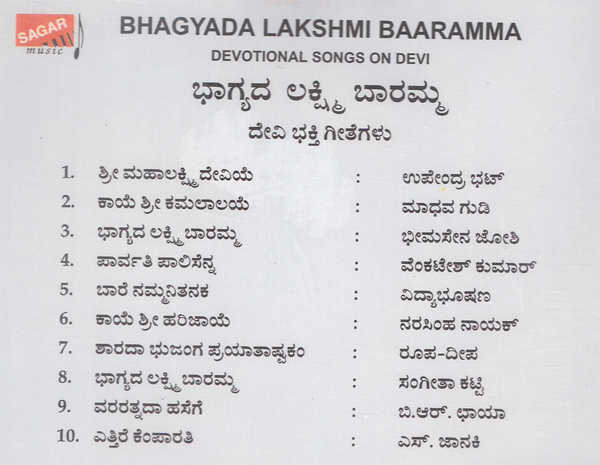 SAGAR
music
BHAGYADA LAKSHMI BAARAMMA
DEVOTIONAL SONGS ON DEVI
ಭಾಗ್ಯದ ಲಕ್ಷ್ಮಿ ಬಾರಮ್ಮ
ದೇವಿ ಭಕ್ತಿ ಗೀತೆಗಳು
1. ಶ್ರೀ ಮಹಾಲಕ್ಷ್ಮಿದೇವಿಯೆ : ಉಪೇಂದ್ರ ಭಟ್
2. ಕಾಯೆ ಶ್ರೀ ಕಮಲಾಲಯೆ : ಮಾಧವ ಗುಡಿ
3. ಭಾಗ್ಯದ ಲಕ್ಷ್ಮಿ ಬಾರಮ್ಮ : ಭೀಮಸೇನ ಜೋಶಿ
4. ಪಾರ್ವತಿ ಪಾಲಿಸೆನ್ನ : ವೆಂಕಟೇಶ್ ಕುಮಾರ್
5. ಬಾರೆ ನಮ್ಮನಿತನಕ : ವಿದ್ಯಾಭೂಷಣ
6. ಕಾಯೆ ಶ್ರೀ ಹರಿಜಾಯೆ : ನರಸಿಂಹ ನಾಯಕ್
7. ಶಾರದಾ ಭುಜಂಗ ಪ್ರಯಾತಾಷ್ಟಕಂ : ರೂಪ-ದೀಪ
8. ಭಾಗ್ಯದ ಲಕ್ಷ್ಮಿ ಬಾರಮ್ಮ : ಸಂಗೀತಾ ಕಟ್ಟಿ
9. ವರರತ್ನದಾ ಹಸೆಗೆ : ಬಿ.ಆರ್. ಛಾಯಾ
10. ಎತ್ತಿರೆ ಕೆಂಪಾರತಿ : ಎಸ್. ಜಾನಕಿ